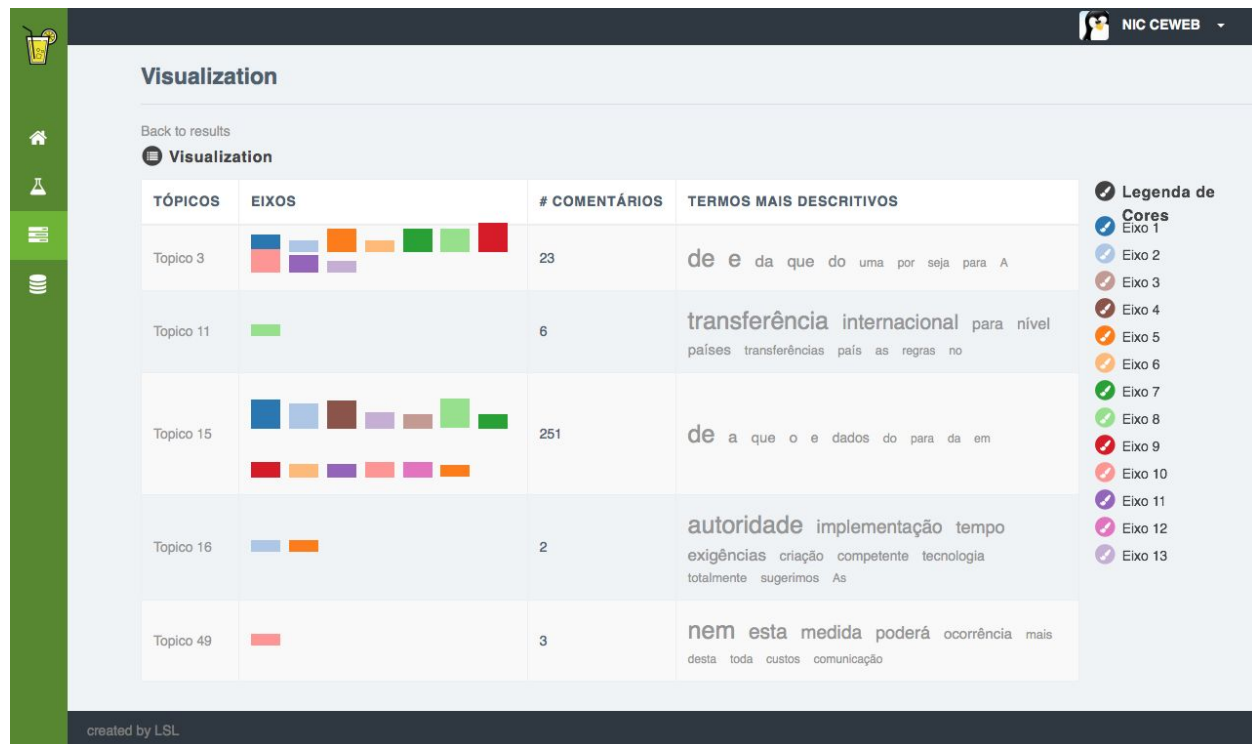 NIC CEWEB
Visualization
Back to results
Visualization
TÓPICOS EIXOS # COMENTÁRIOS TERMOS MAIS DESCRITIVOS
Topico 3 23 de e da que do uma por seja para A
Topico 11 6 transferência internacional para nível
países transferências país as regras no
Topico 15 251 de a que o e dados do para da em
Topico 16 2 autoridade implementação tempo
exigências criação competente tecnologia
totalmente sugerimos As
Topico 49 3 nem esta medida poderá ocorrência mais
desta toda custos comunicação
Legenda de
Cores
Eixo 1
Eixo 2
Eixo 3
Eixo 4
Eixo 5
Eixo 6
Eixo 7
Eixo 8
Eixo 9
Eixo 10
Eixo 11
Eixo 12
Eixo 13
created by LSL